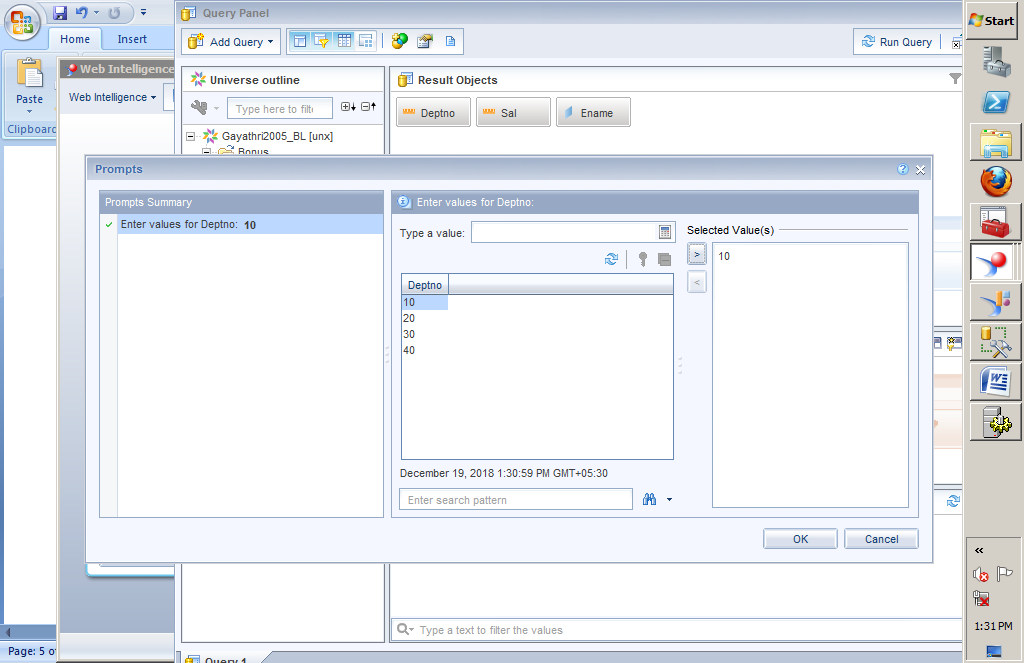 Query Panel
Start
Home
Insert
Add Query
Run Query
Web Intelligence
Universe outline
Result Objects
Paste
Web Intelligence
Type here to filt
Deptno
Sal
Ename
Clipboard
Gayathri2005_BL [unx]
Bonus
Prompts
Prompts Summary
Enter values for Deptno:
Enter values for Deptno: 10
Type a value:
Selected Value(s)
>
10
<
Deptno
10
20
30
40
December 19, 2018 1:30:59 PM GMT+05:30
Enter search pattern
OK
Cancel
Type a text to filter the values
1:31 PM
Page: 5 o
Query 1